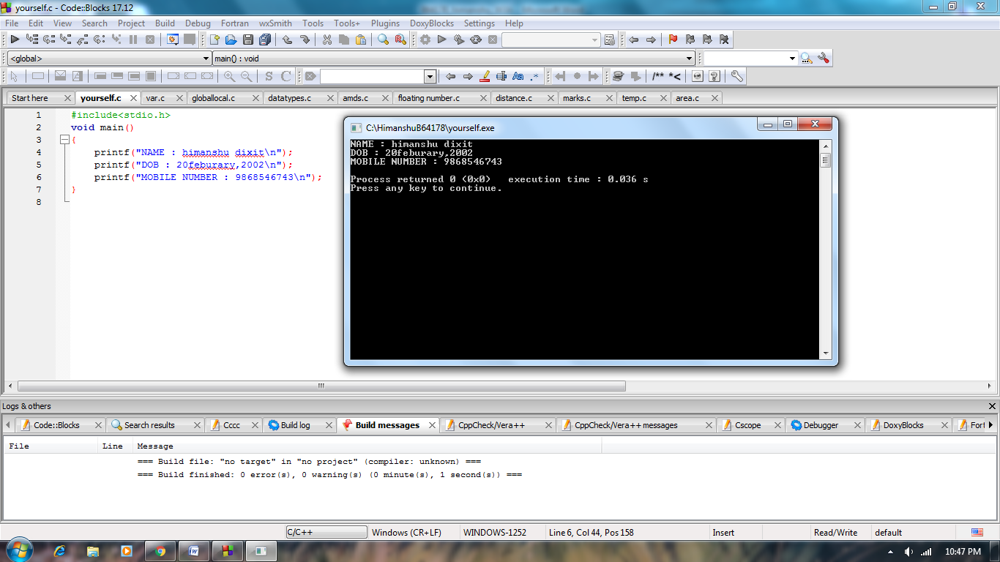 yourself.c - Code::Blocks 17.12
File Edit View Search Project Build Debug Fortran wxSmith Tools Tools+ Plugins DoxyBlocks Settings Help
<global> main() : void
S C Aa .* /** *<
Start here yourself.c var.c globallocal.c datatypes.c amds.c floating number.c distance.c marks.c temp.c area.c
1 #include<stdio.h>
2 void main()
3 {
4 printf("NAME : himanshu dixit\n");
5 printf("DOB : 20feburary,2002\n");
6 printf("MOBILE NUMBER : 9868546743\n");
7 }
8
C:\HimanshuB64178\yourself.exe
NAME : himanshu dixit
DOB : 20feburary,2002
MOBILE NUMBER : 9868546743
Process returned 0 (0x0) execution time : 0.036 s
Press any key to continue.
Logs & others
Code::Blocks Search results Cccc Build log Build messages CppCheck/Vera++ CppCheck/Vera++ messages Cscope Debugger DoxyBlocks Fort
File Line Message
=== Build file: "no target" in "no project" (compiler: unknown) ===
=== Build finished: 0 error(s), 0 warning(s) (0 minute(s), 1 second(s)) ===
C/C++ Windows (CR+LF) WINDOWS-1252 Line 6, Col 44, Pos 158 Insert Read/Write default
10:47 PM